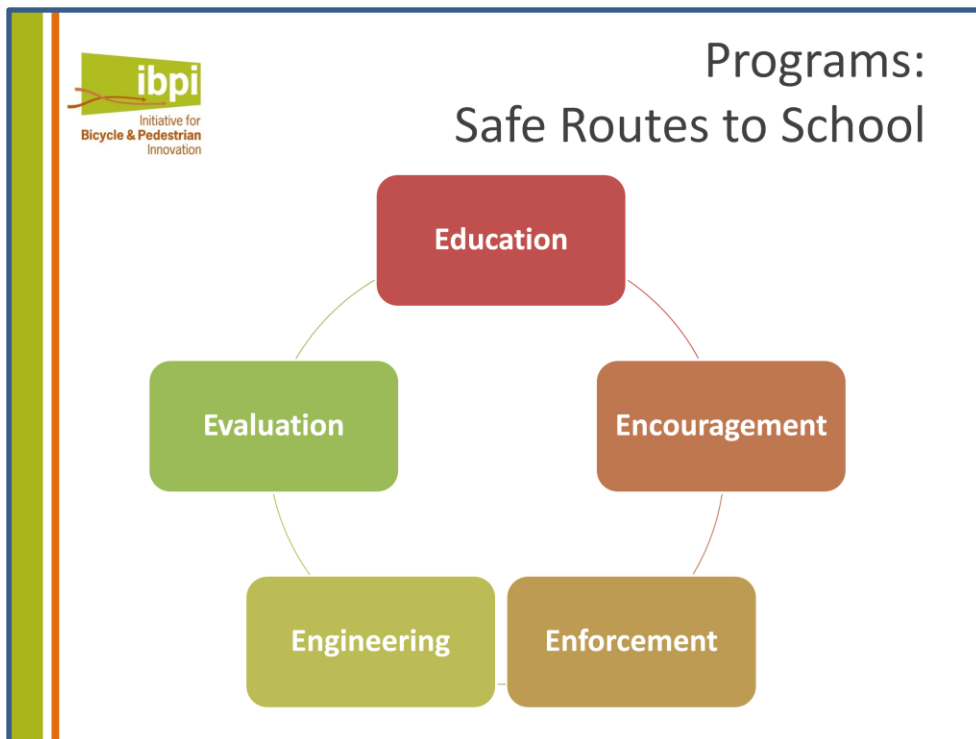 ibpi
Initiative for
Bicycle & Pedestrian
Innovation
Programs:
Safe Routes to School
Education
Evaluation
Encouragement
Engineering
Enforcement